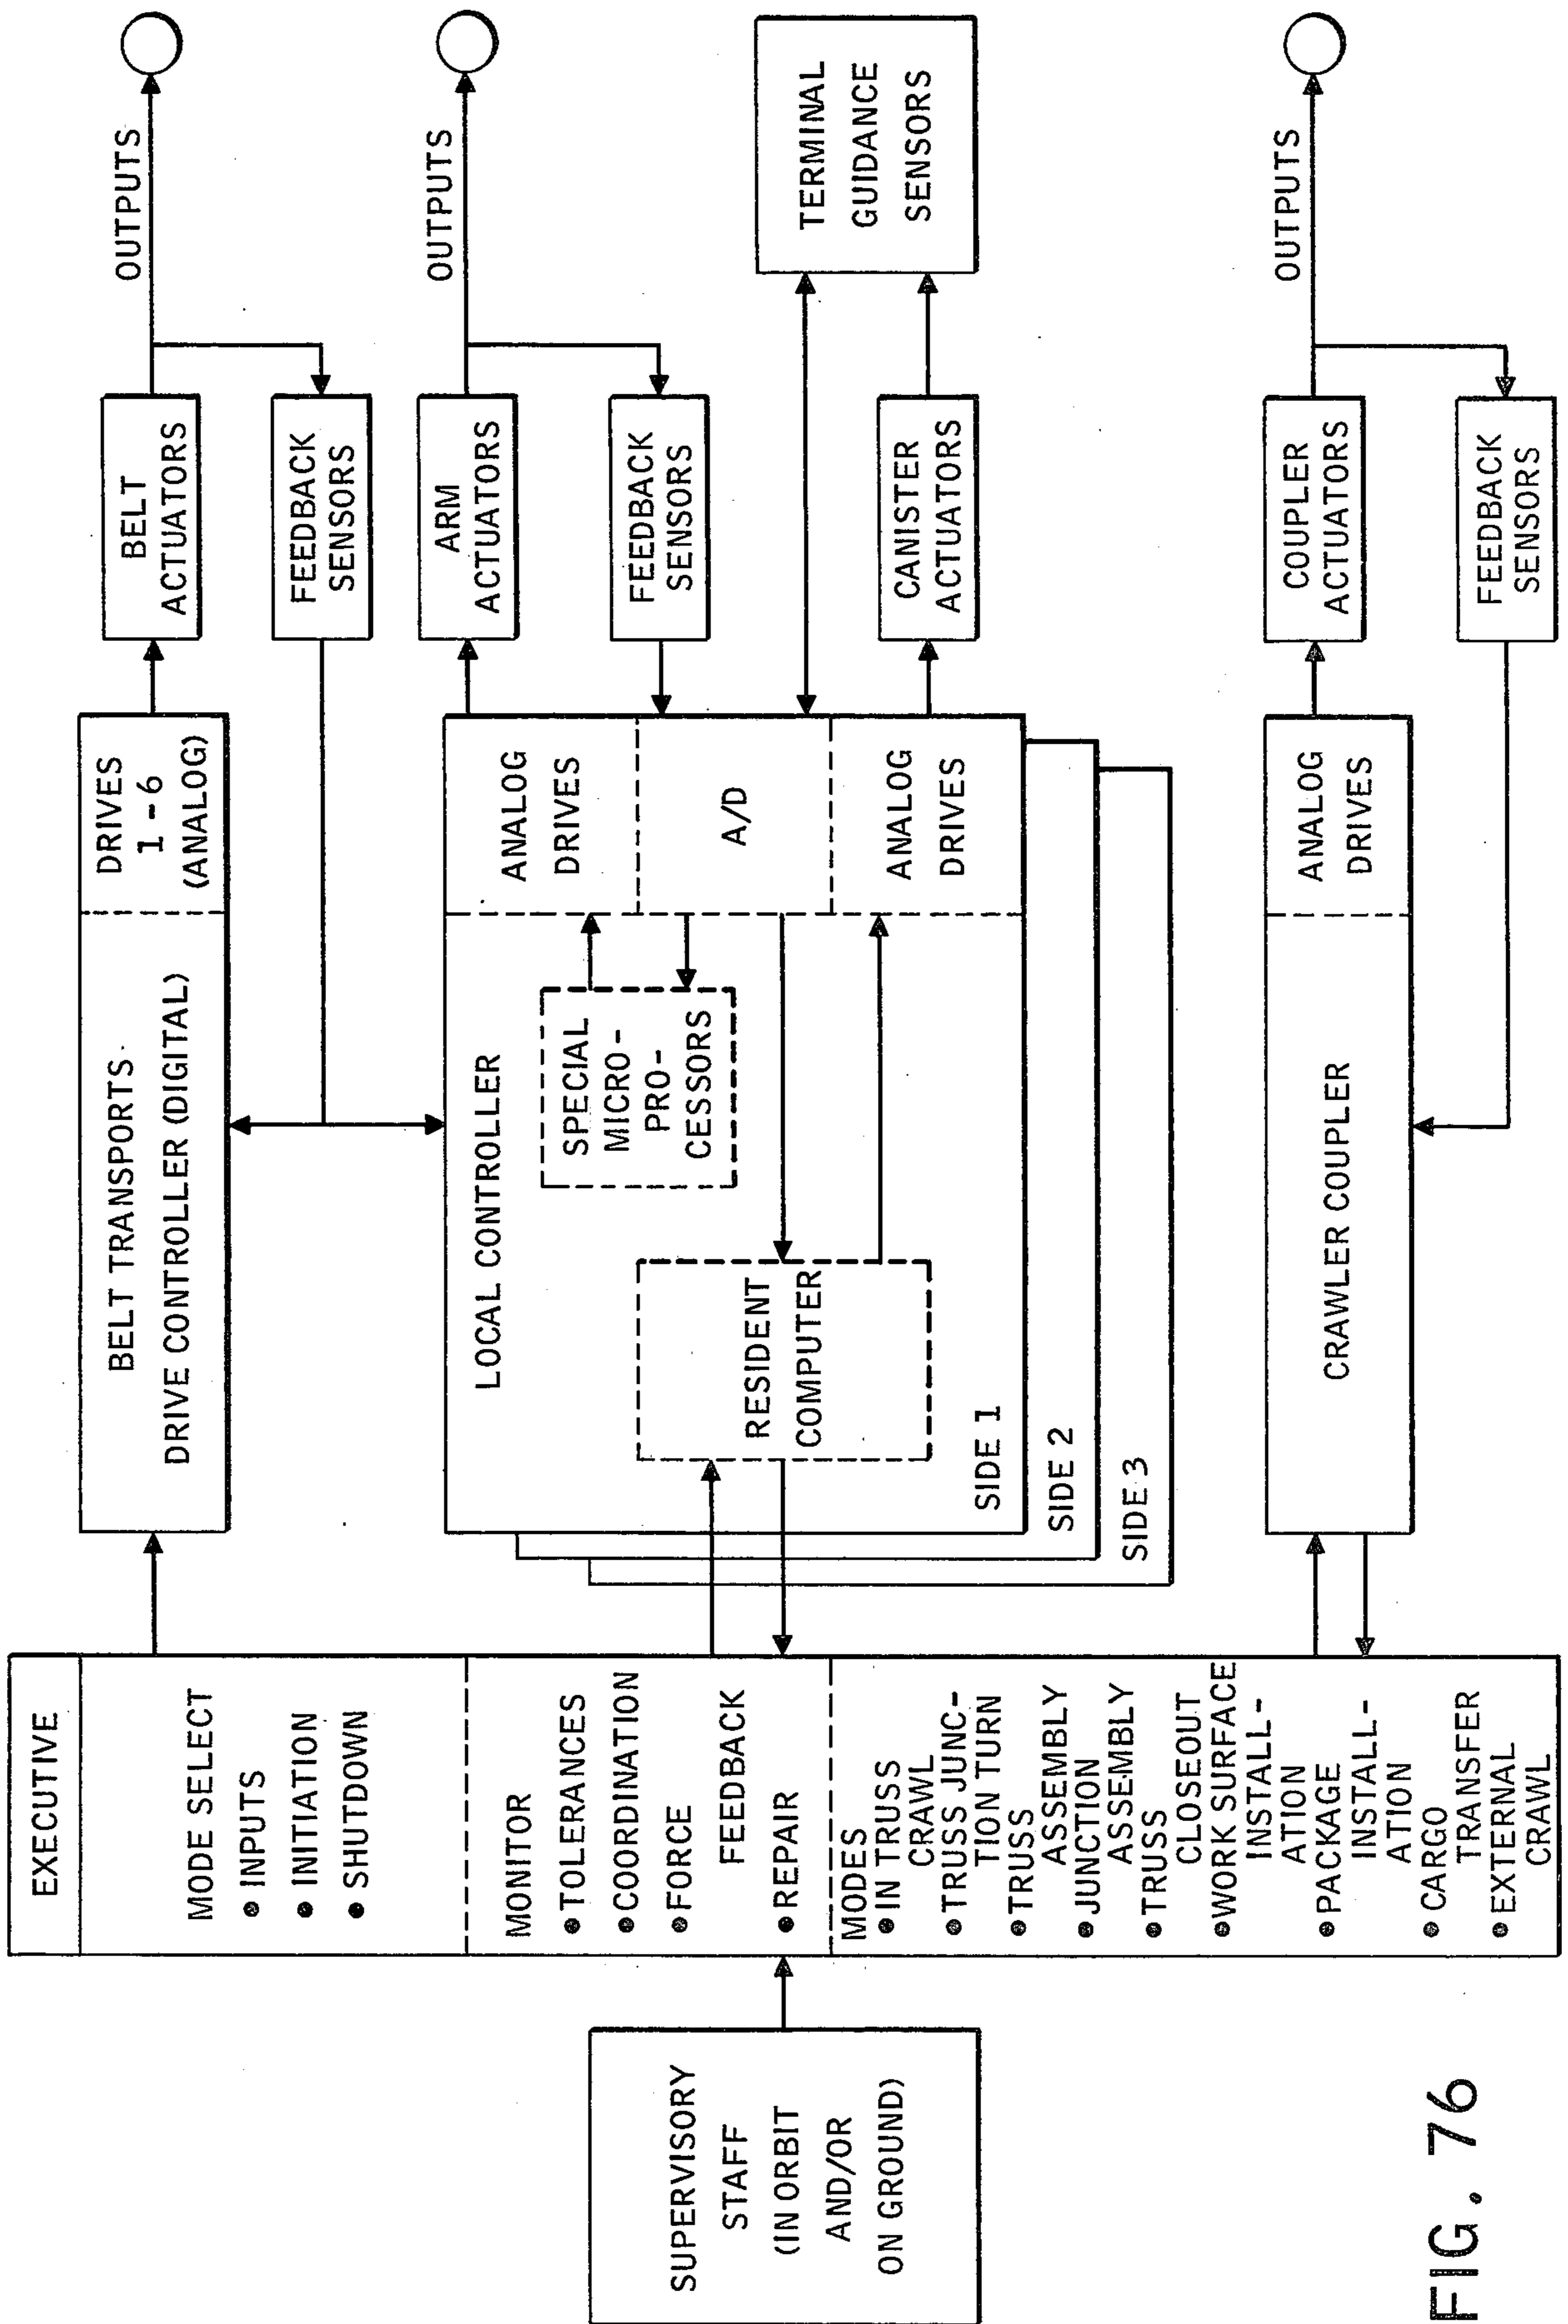 SUPERVISORY
STAFF
(IN ORBIT
AND/OR
ON GROUND)
EXECUTIVE
MODE SELECT
• INPUTS
• INITIATION
• SHUTDOWN
MONITOR
• TOLERANCES
• COORDINATION
• FORCE
FEEDBACK
• REPAIR
MODES
• IN TRUSS
CRAWL
• TRUSS JUNC-
TION TURN
• TRUSS
ASSEMBLY
• JUNCTION
ASSEMBLY
• TRUSS
CLOSEOUT
• WORK SURFACE
INSTALL-
ATION
• PACKAGE
INSTALL-
ATION
• CARGO
TRANSFER
• EXTERNAL
CRAWL
BELT TRANSPORTS
DRIVE CONTROLLER (DIGITAL)
DRIVES
1 - 6
(ANALOG)
BELT
ACTUATORS
OUTPUTS
FEEDBACK
SENSORS
LOCAL CONTROLLER
SPECIAL
MICRO-
PRO-
CESSORS
RESIDENT
COMPUTER
SIDE 1
SIDE 2
SIDE 3
ANALOG
DRIVES
A/D
ANALOG
DRIVES
ARM
ACTUATORS
OUTPUTS
FEEDBACK
SENSORS
TERMINAL
GUIDANCE
SENSORS
CANISTER
ACTUATORS
CRAWLER COUPLER
ANALOG
DRIVES
COUPLER
ACTUATORS
OUTPUTS
FEEDBACK
SENSORS
FIG. 76